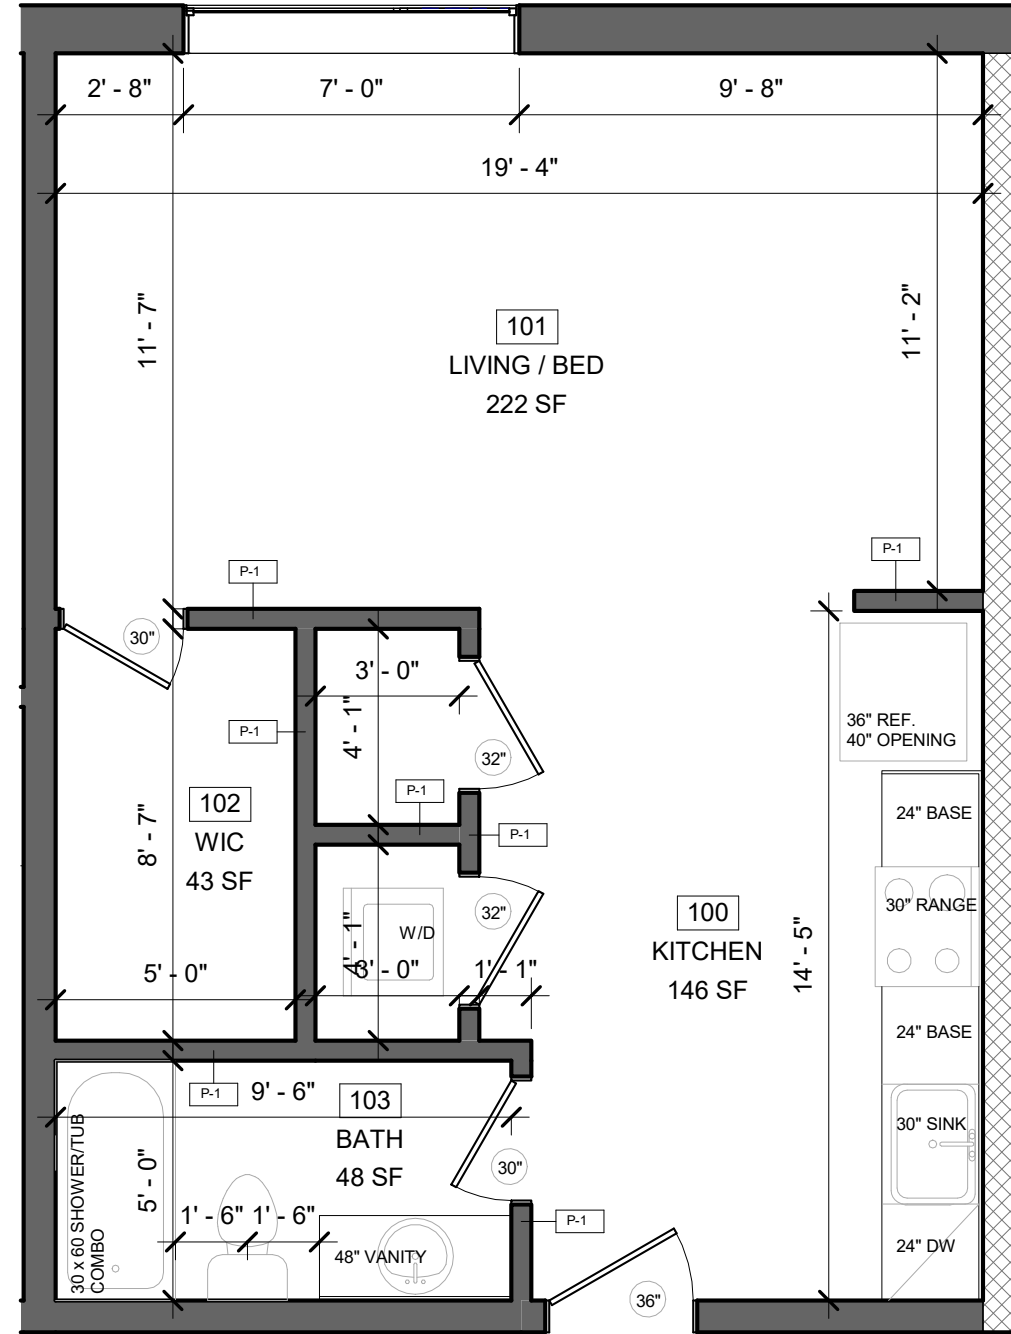 2' - 8"
7' - 0"
9' - 8"
19' - 4"
11' - 7"
11' - 2"
101
LIVING / BED
222 SF
P-1
P-1
30"
3' - 0"
4' - 1"
36" REF.
40" OPENING
P-1
32"
P-1
P-1
102
WIC
43 SF
8' - 7"
24" BASE
30" RANGE
32"
W/D
4' - 1"
100
KITCHEN
146 SF
14' - 5"
5' - 0"
3' - 0"
1' - 1"
24" BASE
P-1
9' - 6"
103
BATH
48 SF
30 x 60 SHOWER/TUB
COMBO
5' - 0"
30"
30" SINK
1' - 6"
1' - 6"
P-1
48" VANITY
24" DW
36"